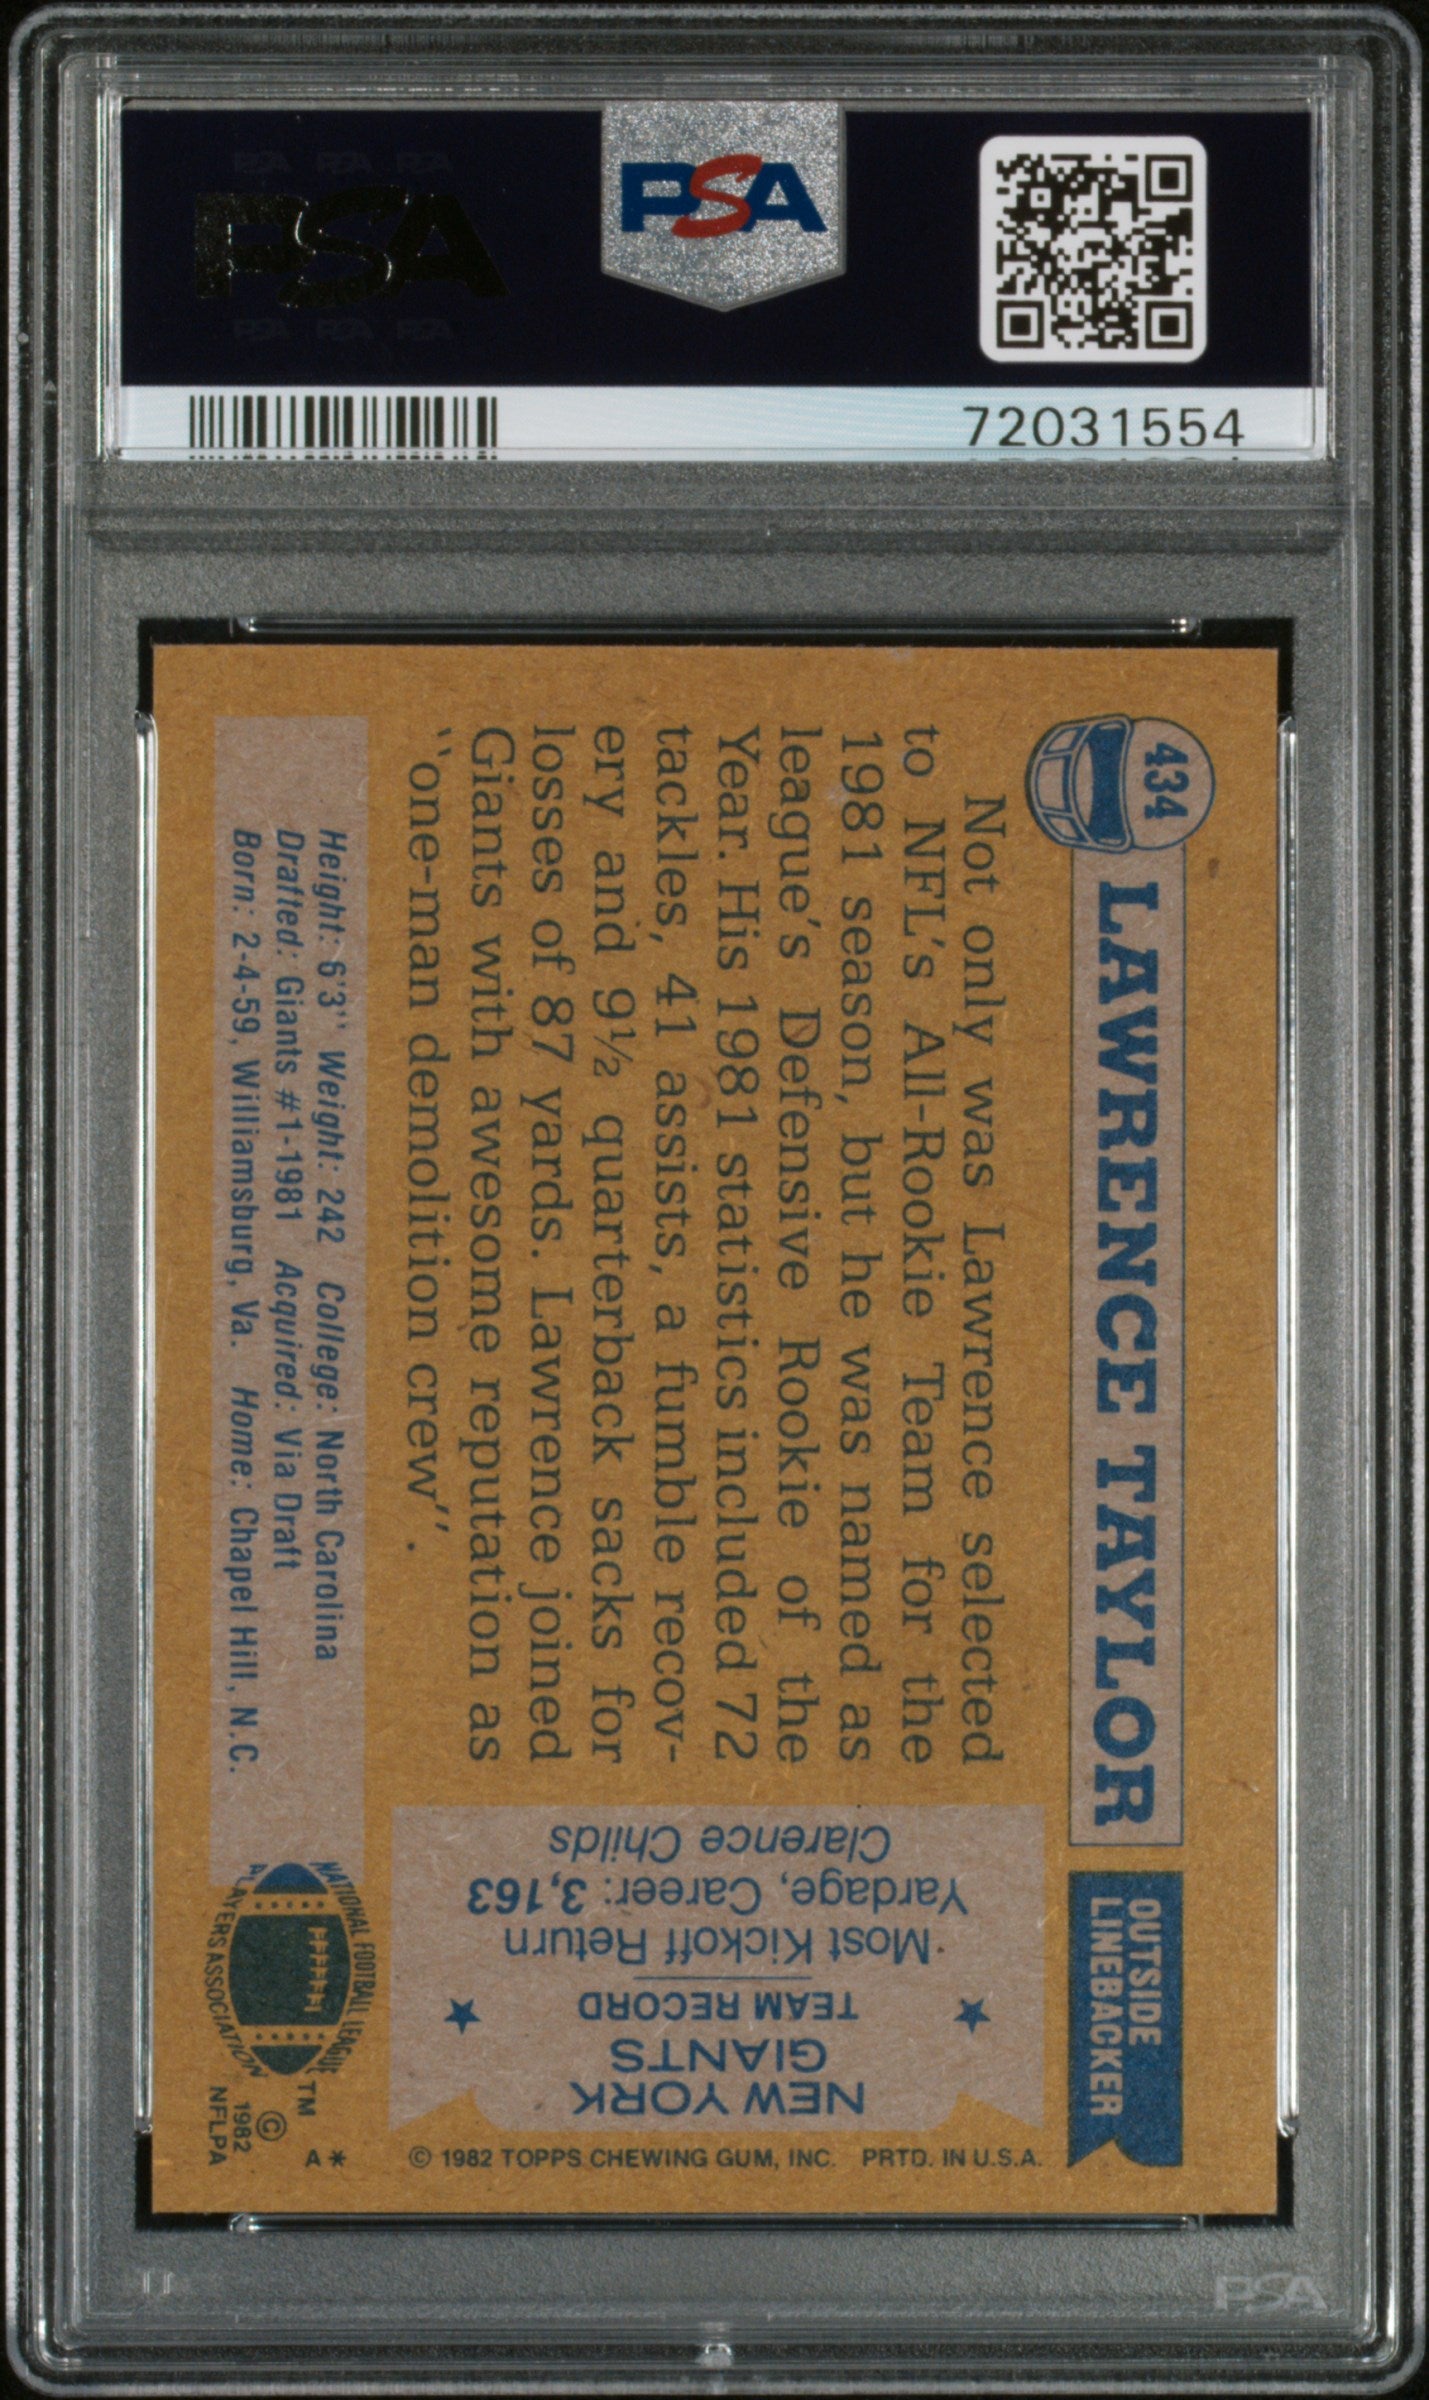 PSA
PSA PSA PSA
PSA
PSA PSA PSA
72031554
434
LAWRENCE TAYLOR
OUTSIDE
LINEBACKER
Not only was Lawrence selected
to NFL's All-Rookie Team for the
1981 season, but he was named as
league's Defensive Rookie of the
Year. His 1981 statistics included 72
tackles, 41 assists, a fumble recov-
ery and 9½ quarterback sacks for
losses of 87 yards. Lawrence joined
Giants with awesome reputation as
"one-man demolition crew".
NEW YORK
GIANTS
TEAM RECORD
Most Kickoff Return
Yardage, Career: 3,163
Clarence Childs
Height: 6'3" Weight: 242 College: North Carolina
Drafted: Giants #1-1981 Acquired: Via Draft
Born: 2-4-59, Williamsburg, Va. Home: Chapel Hill, N.C.
NATIONAL FOOTBALL LEAGUE
PLAYERS ASSOCIATION
TM
©
1982
NFLPA
A*
© 1982 TOPPS CHEWING GUM, INC. PRTD. IN U.S.A.
PSA